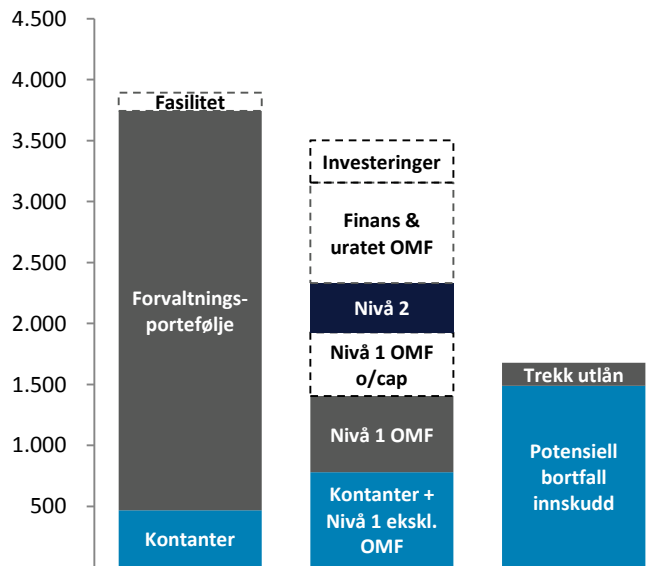 4.500
4.000
3.500
3.000
2.500
2.000
1.500
1.000
500
Fasilitet
Forvaltnings-
portefølje
Kontanter
Investeringer
Finans &
uratet OMF
Nivå 2
Nivå 1 OMF
o/cap
Nivå 1 OMF
Kontanter +
Nivå 1 ekskl.
OMF
Trekk utlån
Potensiell
bortfall
innskudd